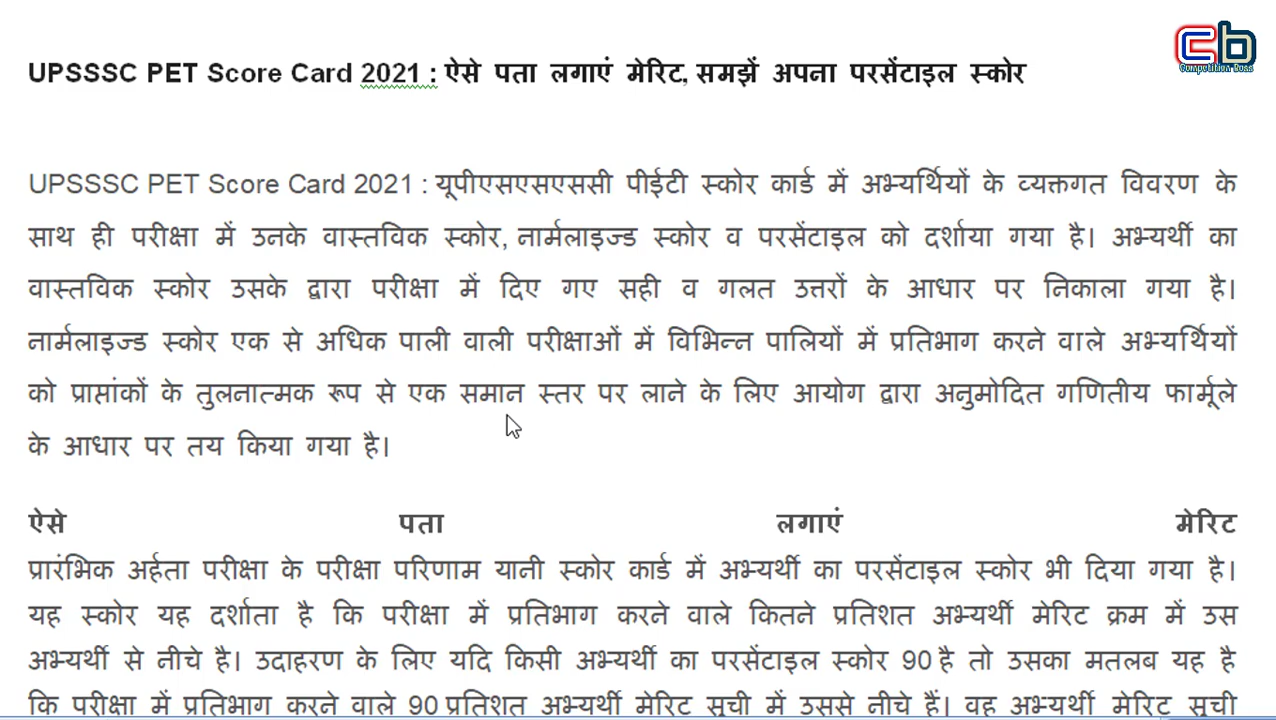 cb
Competition Boss
UPSSSC PET Score Card 2021 : ऐसे पता लगाएं मेरिट, समझें अपना परसेंटाइल स्कोर
UPSSSC PET Score Card 2021 : यूपीएसएसएससी पीईटी स्कोर कार्ड में अभ्यर्थियों के व्यक्तगत विवरण के
साथ ही परीक्षा में उनके वास्तविक स्कोर, नार्मलाइज्ड स्कोर व परसेंटाइल को दर्शाया गया है। अभ्यर्थी का
वास्तविक स्कोर उसके द्वारा परीक्षा में दिए गए सही व गलत उत्तरों के आधार पर निकाला गया है।
नार्मलाइज्ड स्कोर एक से अधिक पाली वाली परीक्षाओं में विभिन्न पालियों में प्रतिभाग करने वाले अभ्यर्थियों
को प्राप्तांकों के तुलनात्मक रूप से एक समान स्तर पर लाने के लिए आयोग द्वारा अनुमोदित गणितीय फार्मूले
के आधार पर तय किया गया है।
ऐसे पता लगाएं मेरिट
प्रारंभिक अर्हता परीक्षा के परीक्षा परिणाम यानी स्कोर कार्ड में अभ्यर्थी का परसेंटाइल स्कोर भी दिया गया है।
यह स्कोर यह दर्शाता है कि परीक्षा में प्रतिभाग करने वाले कितने प्रतिशत अभ्यर्थी मेरिट क्रम में उस
अभ्यर्थी से नीचे है। उदाहरण के लिए यदि किसी अभ्यर्थी का परसेंटाइल स्कोर 90 है तो उसका मतलब यह है
कि परीक्षा में प्रतिभाग करने वाले 90 प्रतिशत अभ्यर्थी मेरिट सूची में उससे नीचे हैं। वह अभ्यर्थी मेरिट सूची